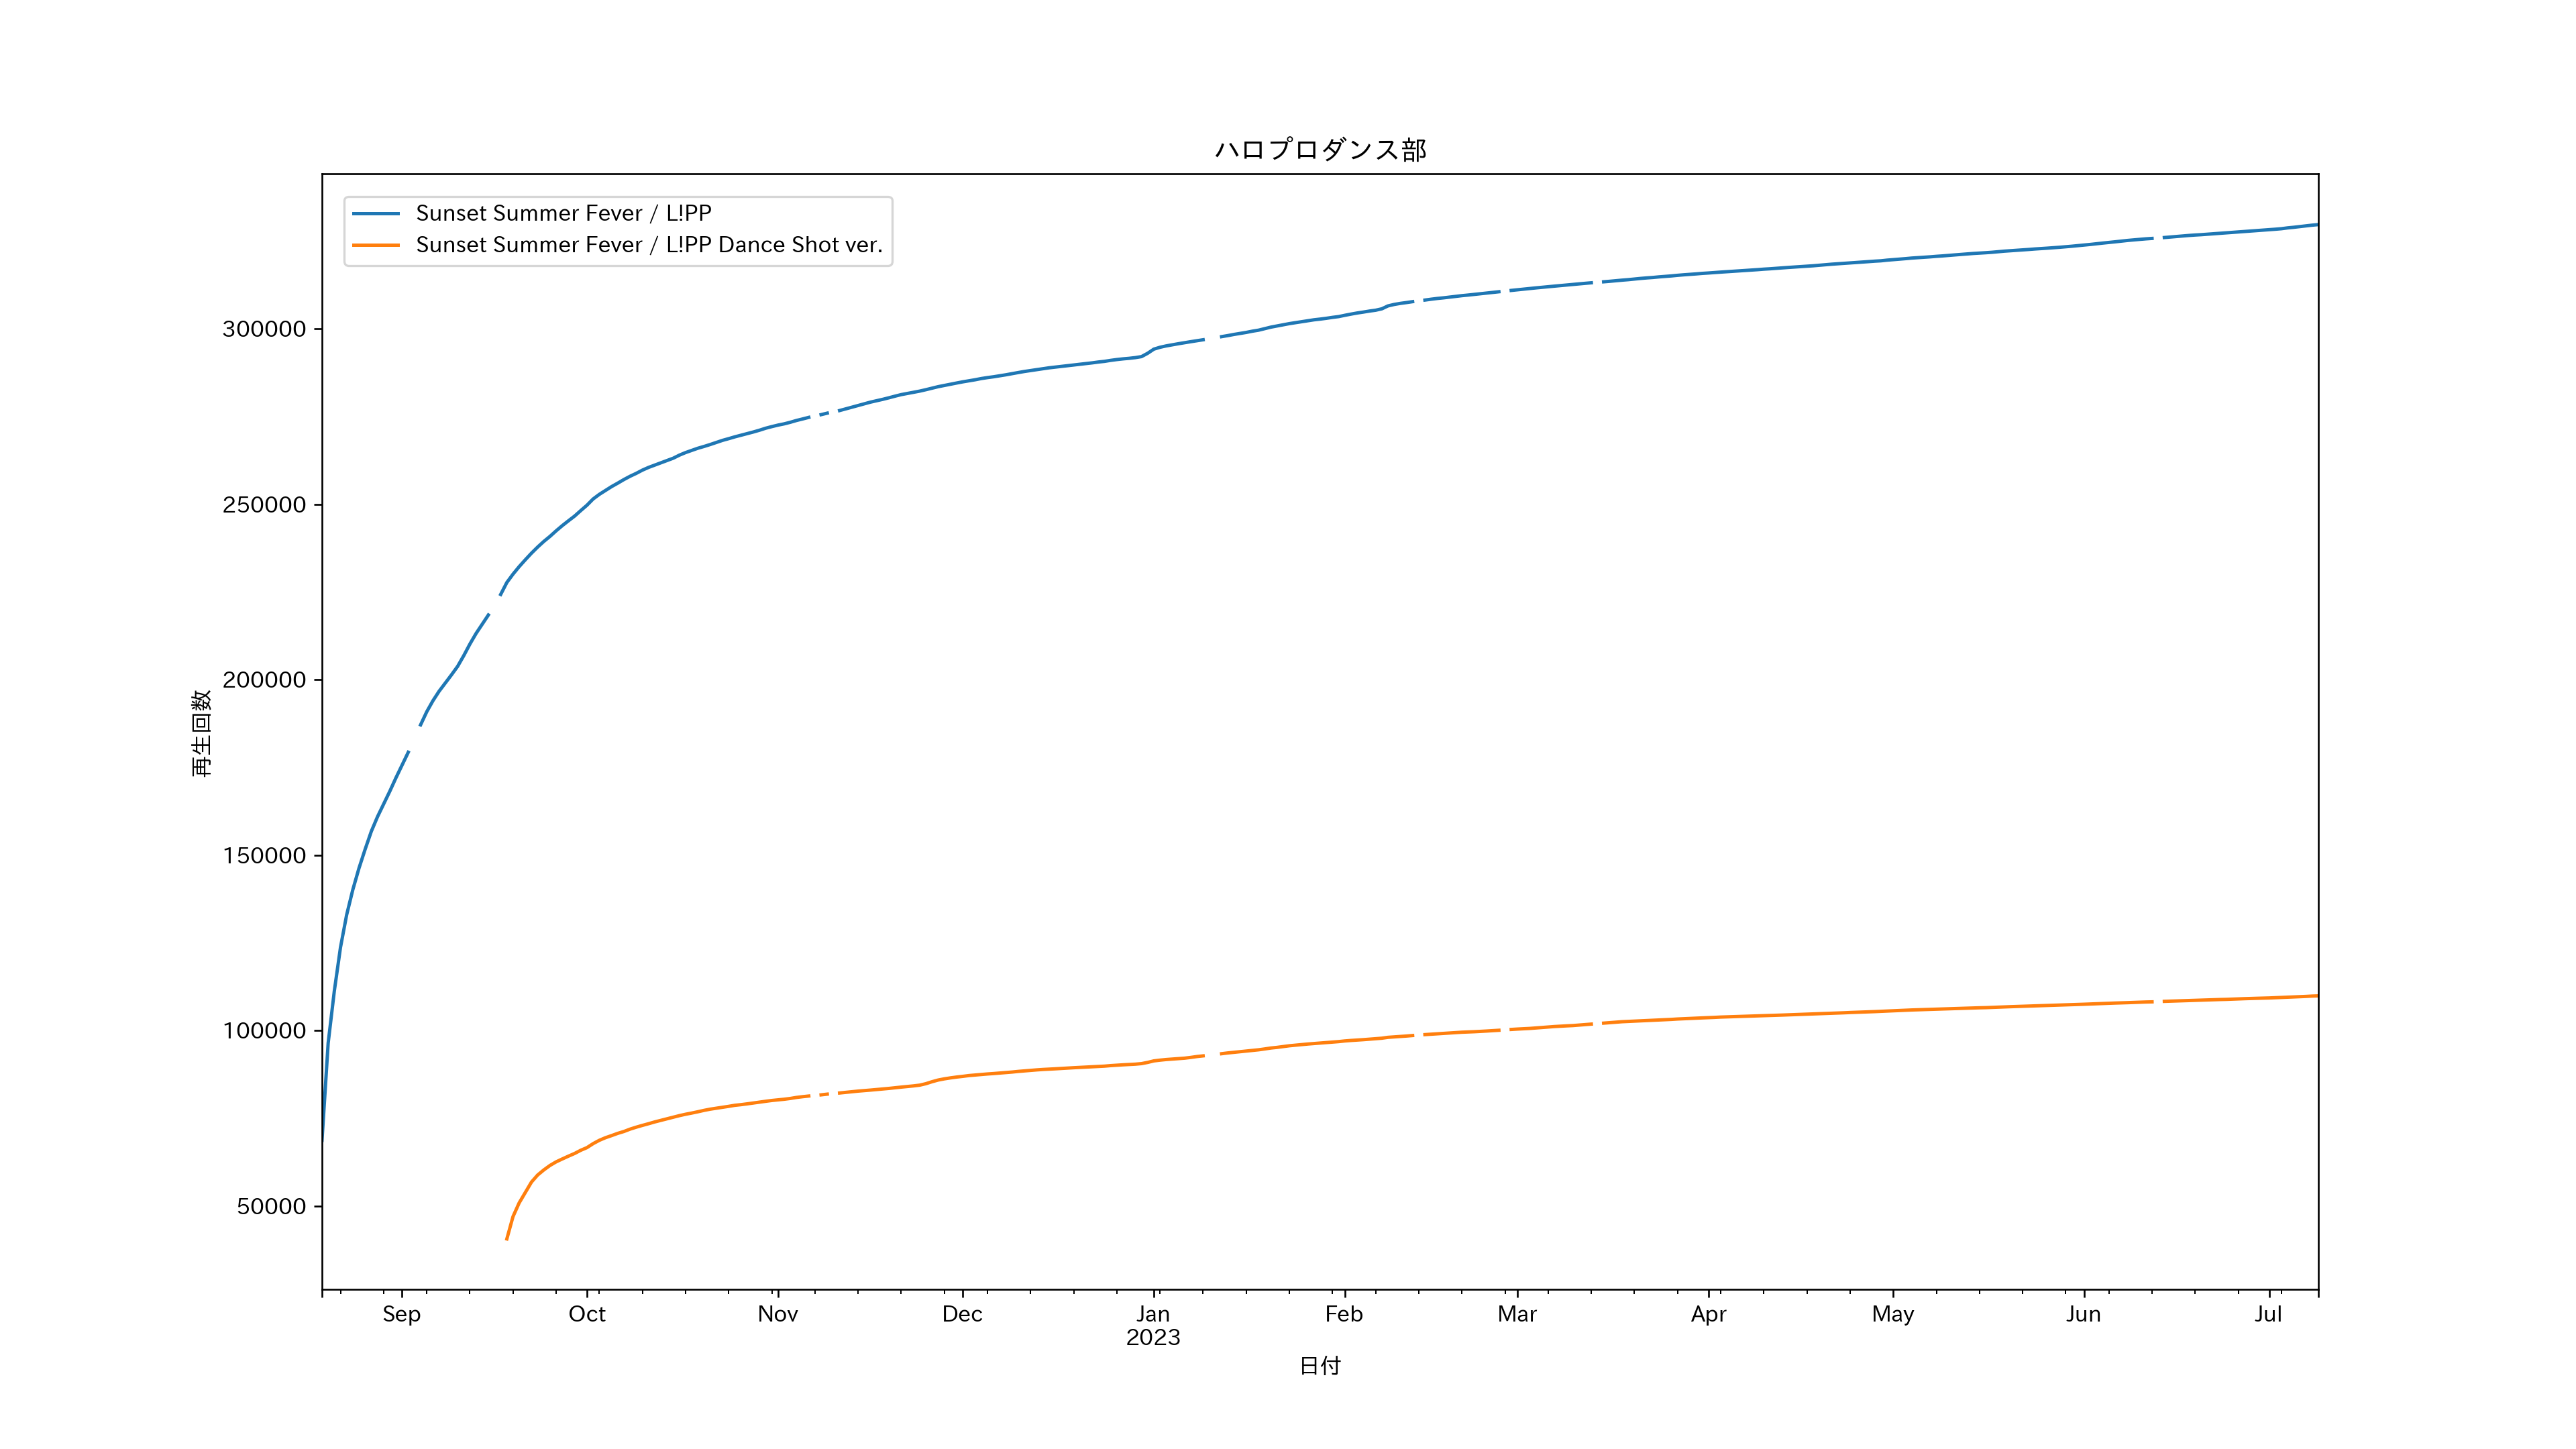 ハロプロダンス部
Sunset Summer Fever / L!PP
Sunset Summer Fever / L!PP Dance Shot ver.
再生回数
300000
250000
200000
150000
100000
50000
Sep Oct Nov Dec Jan Feb Mar Apr May Jun Jul
2023
日付